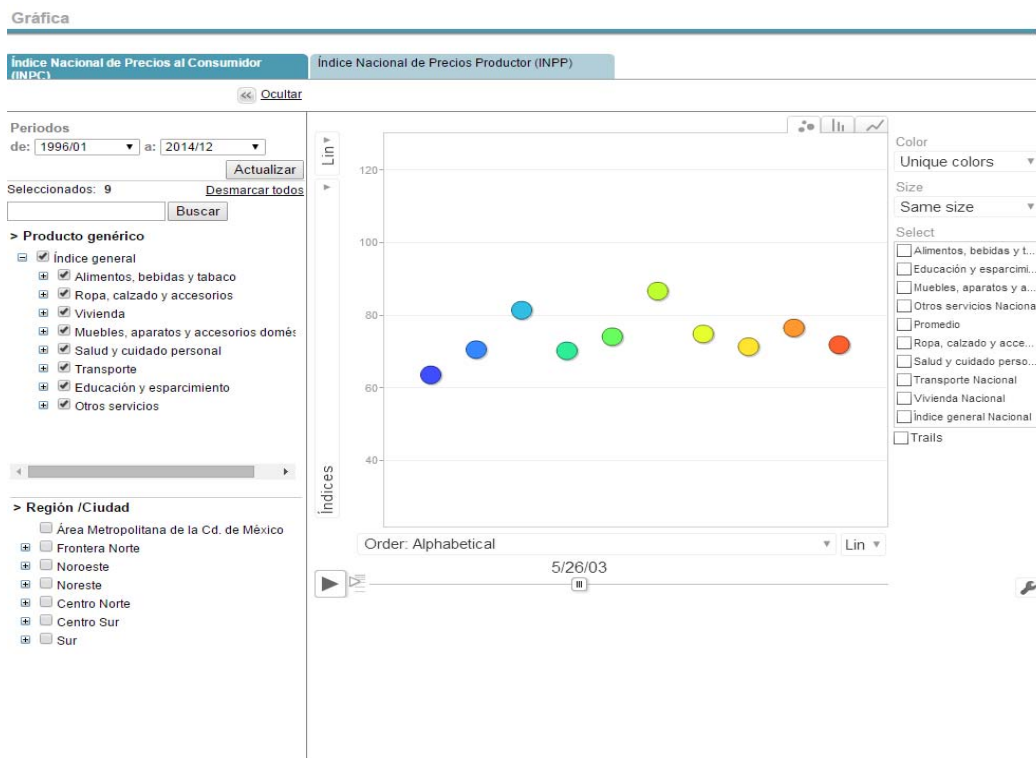 Gráfica
Índice Nacional de Precios al Consumidor
(INPC)
Índice Nacional de Precios Productor (INPP)
Ocultar
Periodos
de: 1996/01 a: 2014/12
Actualizar
Seleccionados: 9 Desmarcar todos
Buscar
> Producto genérico
Índice general
Alimentos, bebidas y tabaco
Ropa, calzado y accesorios
Vivienda
Muebles, aparatos y accesorios domés
Salud y cuidado personal
Transporte
Educación y esparcimiento
Otros servicios
> Región /Ciudad
Área Metropolitana de la Cd. de México
Frontera Norte
Noroeste
Noreste
Centro Norte
Centro Sur
Sur
Lin
Índices
120
100
80
60
40
Order: Alphabetical
Lin
5/26/03
Color
Unique colors
Size
Same size
Select
Alimentos, bebidas y t...
Educación y esparcimi...
Muebles, aparatos y a...
Otros servicios Naciona
Promedio
Ropa, calzado y acce...
Salud y cuidado perso...
Transporte Nacional
Vivienda Nacional
Índice general Nacional
Trails